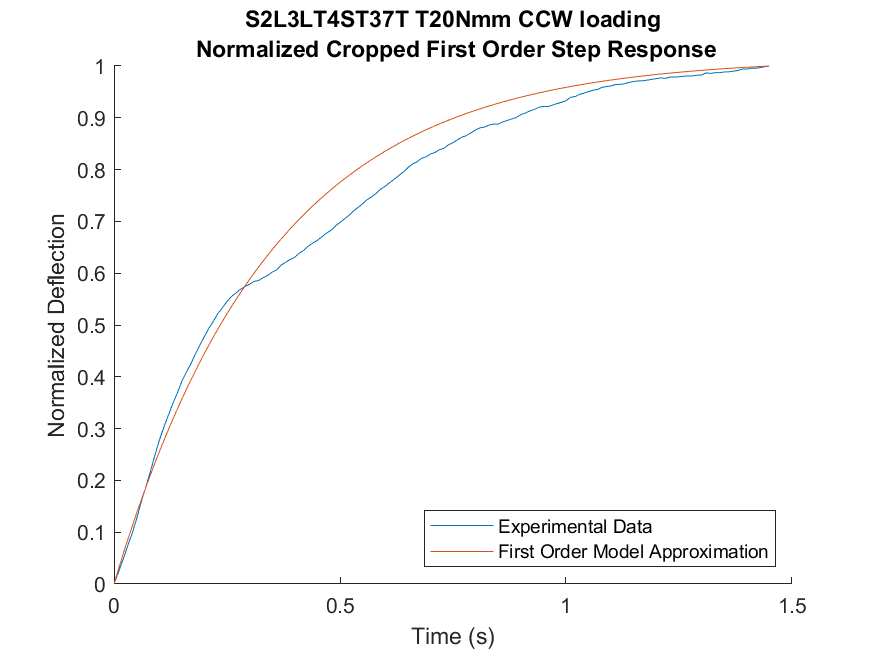 S2L3LT4ST37T T20Nmm CCW loading
Normalized Cropped First Order Step Response
1
0.9
0.8
0.7
0.6
0.5
0.4
0.3
0.2
0.1
0
Normalized Deflection
Experimental Data
First Order Model Approximation
0
0.5
1
1.5
Time (s)